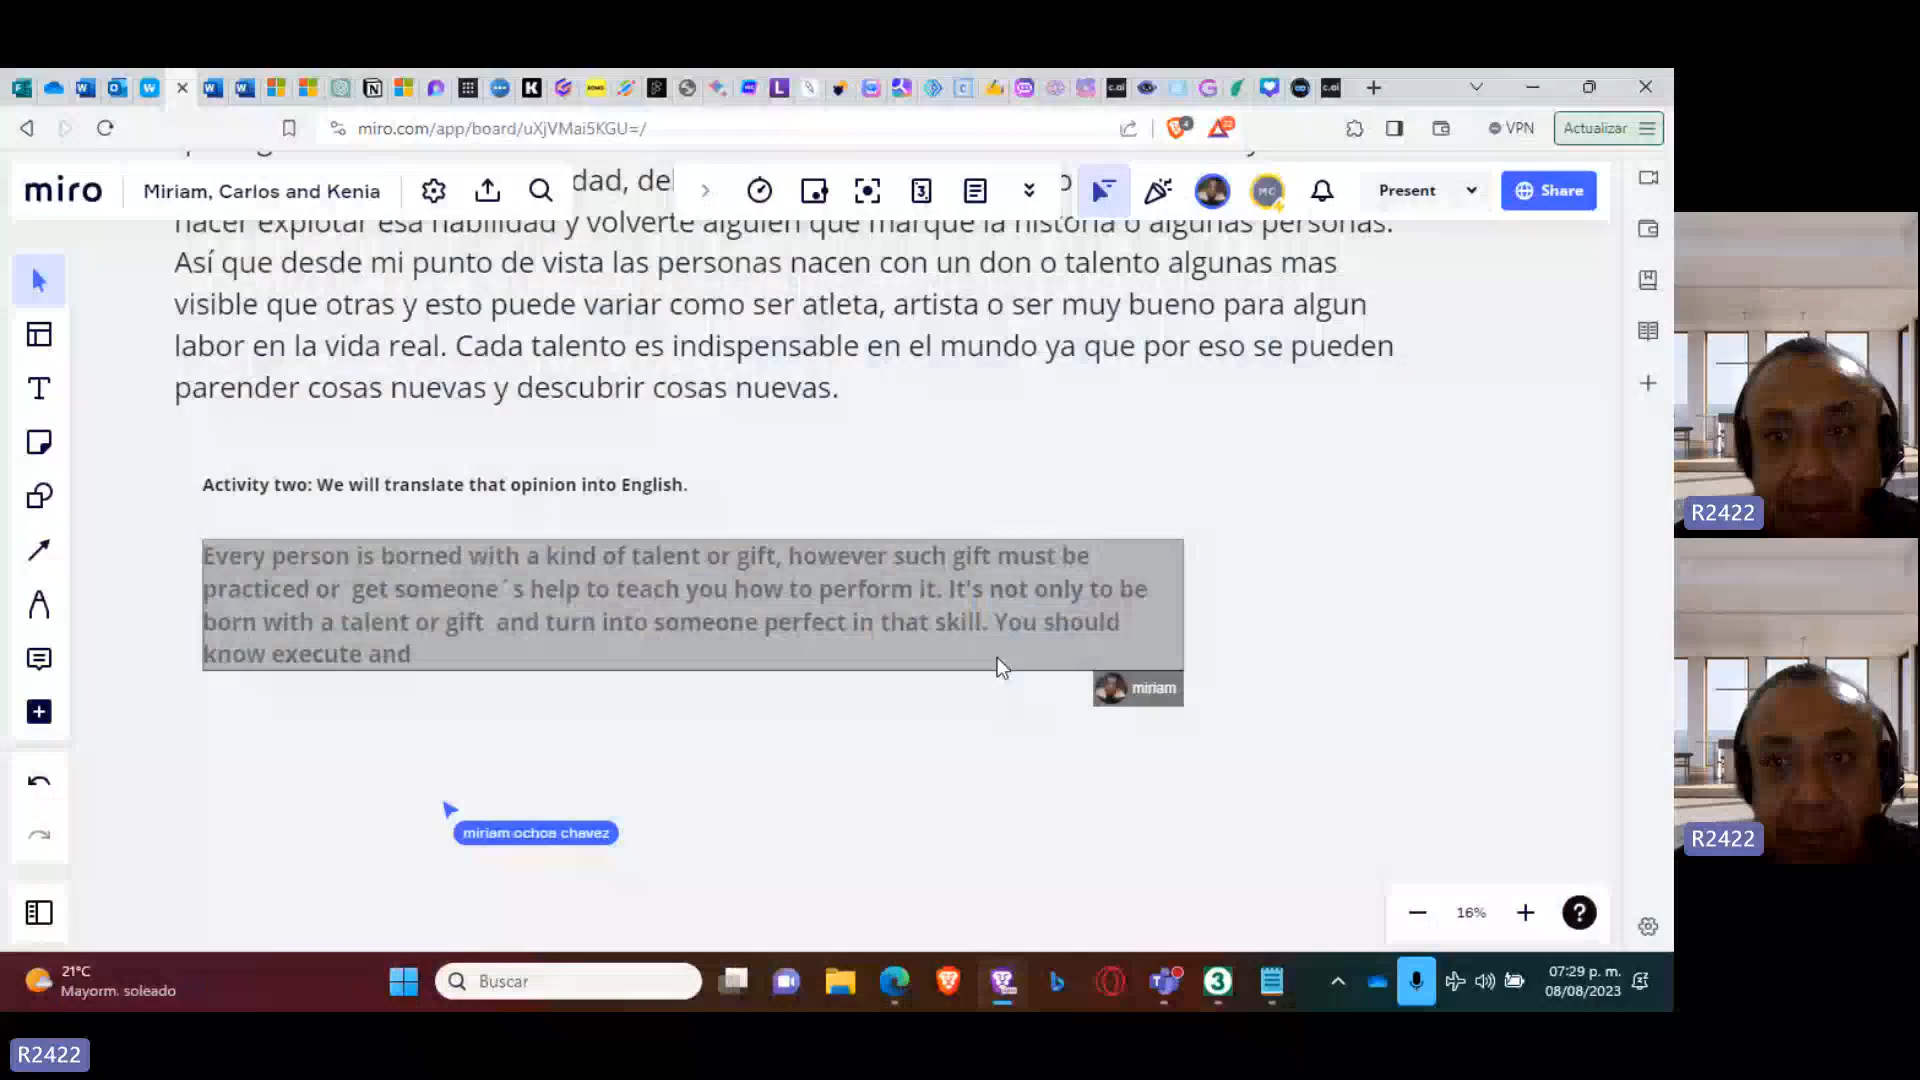 miro.com/app/board/uXjVMai5KGU=/
VPN
Actualizar
miro
Miriam, Carlos and Kenia
MC
Present
Share
hacer explotar esa habilidad y volverte alguien que marque la historia o algunas personas.
Así que desde mi punto de vista las personas nacen con un don o talento algunas mas
visible que otras y esto puede variar como ser atleta, artista o ser muy bueno para algun
labor en la vida real. Cada talento es indispensable en el mundo ya que por eso se pueden
parender cosas nuevas y descubrir cosas nuevas.
Activity two: We will translate that opinion into English.
Every person is borned with a kind of talent or gift, however such gift must be
practiced or  get someone´s help to teach you how to perform it. It's not only to be
born with a talent or gift  and turn into someone perfect in that skill. You should
know execute and
miriam
miriam ochoa chavez
16%
R2422
R2422
21°C
Mayorm. soleado
Buscar
07:29 p. m.
08/08/2023
R2422